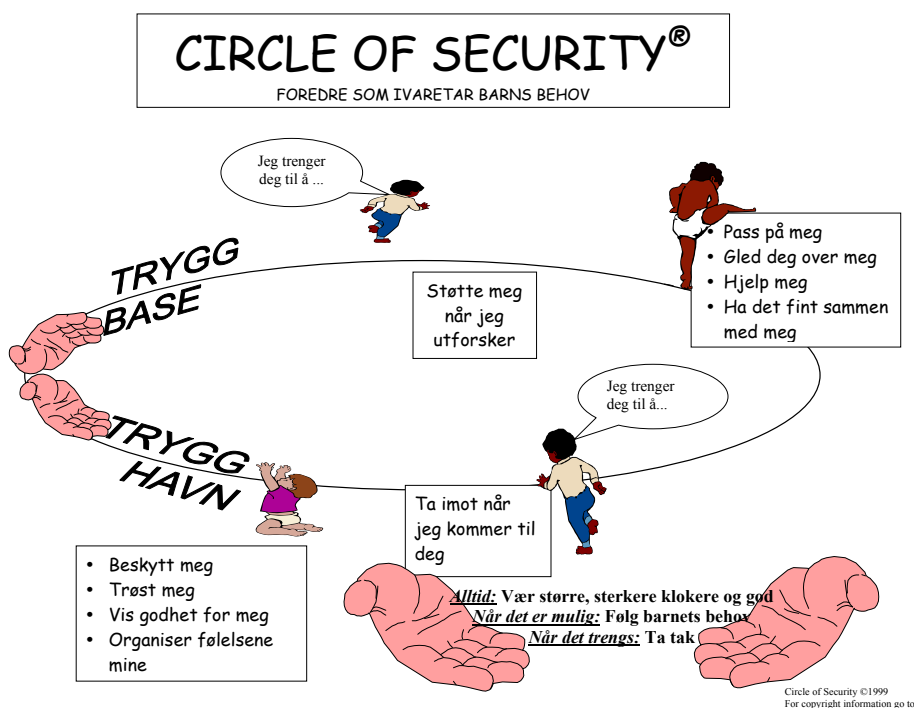 CIRCLE OF SECURITY®
FOREDRE SOM IVARETAR BARNS BEHOV
Jeg trenger
deg til å ...
TRYGG
BASE
Støtte meg
når jeg
utforsker
• Pass på meg
• Gled deg over meg
• Hjelp meg
• Ha det fint sammen
med meg
Jeg trenger
deg til å...
TRYGG
HAVN
Ta imot når
jeg kommer til
deg
• Beskytt meg
• Trøst meg
• Vis godhet for meg
• Organiser følelsene
mine
Alltid: Vær større, sterkere klokere og god
Når det er mulig: Følg barnets behov
Når det trengs: Ta tak
Circle of Security ©1999
For copyright information go to